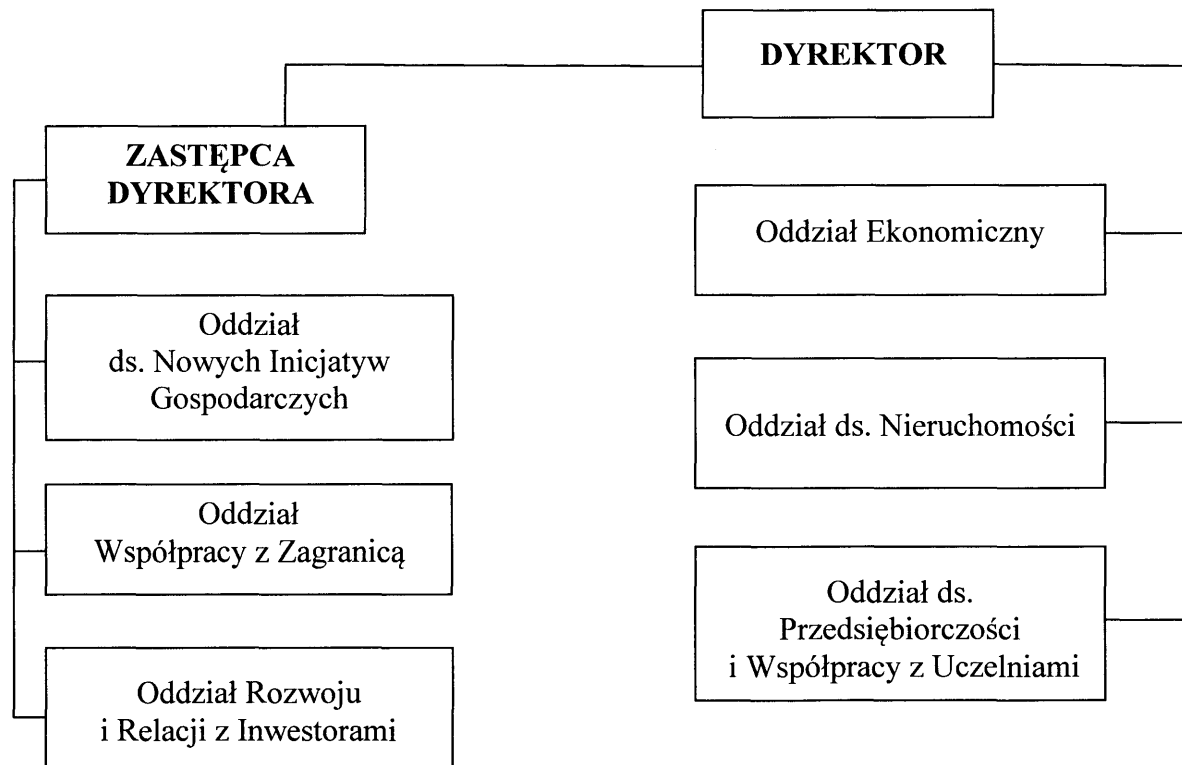 DYREKTOR
ZASTĘPCA
DYREKTORA
Oddział
ds. Nowych Inicjatyw
Gospodarczych
Oddział
Współpracy z Zagranicą
Oddział Rozwoju
i Relacji z Inwestorami
Oddział Ekonomiczny
Oddział ds. Nieruchomości
Oddział ds.
Przedsiębiorczości
i Współpracy z Uczelniami